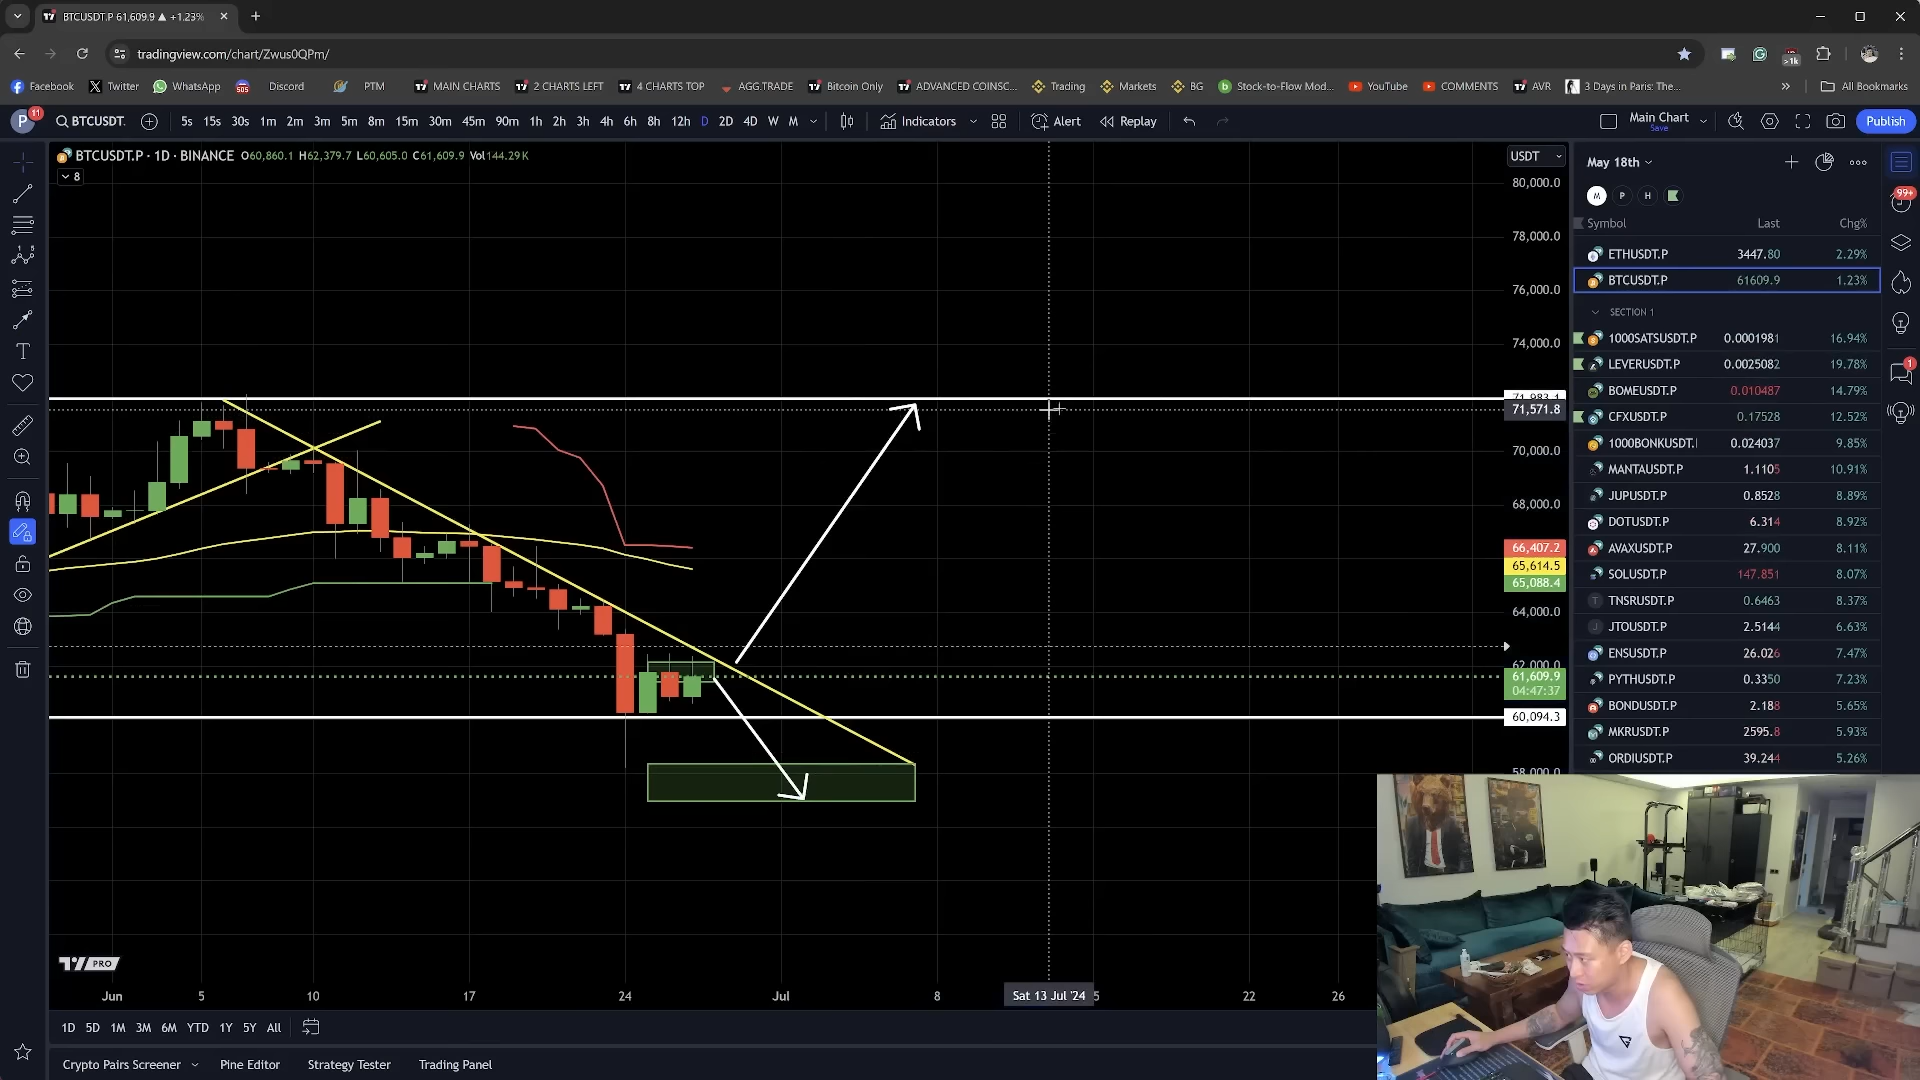 BTCUSDT.P 61,609.9 ▲ +1.23%
tradingview.com/chart/Zwus0QPm/
>1k
Facebook Twitter WhatsApp SOS Discord PTM MAIN CHARTS 2 CHARTS LEFT 4 CHARTS TOP AGG.TRADE Bitcoin Only ADVANCED COINSC... Trading Markets BG Stock-to-Flow Mod... YouTube COMMENTS AVR 3 Days in Paris: The... » All Bookmarks
P 11 BTCUSDT. 5s 15s 30s 1m 2m 3m 5m 8m 15m 30m 45m 90m 1h 2h 3h 4h 6h 8h 12h D 2D 4D W M Indicators Alert Replay Main Chart Save Publish
BTCUSDT.P · 1D · BINANCE O60,860.1 H62,379.7 L60,605.0 C61,609.9 Vol144.29K
8
USDT
80,000.0
78,000.0
76,000.0
74,000.0
71,983.1
71,571.8
70,000.0
68,000.0
66,407.2
65,614.5
65,088.4
64,000.0
62,000.0
61,609.9
04:47:37
60,094.3
58,000.0
May 18th
M P H
99+
Symbol Last Chg%
ETHUSDT.P 3447.80 2.29%
BTCUSDT.P 61609.9 1.23%
SECTION 1
1000SATSUSDT.P 0.0001981 16.94%
LEVERUSDT.P 0.0025082 19.78%
BOMEUSDT.P 0.010487 14.79%
1
CFXUSDT.P 0.17528 12.52%
1000BONKUSDT. 0.024037 9.85%
MANTAUSDT.P 1.1105 10.91%
JUPUSDT.P 0.8528 8.89%
DOTUSDT.P 6.314 8.92%
AVAXUSDT.P 27.900 8.11%
SOLUSDT.P 147.851 8.07%
TNSRUSDT.P 0.6463 8.37%
JTOUSDT.P 2.5144 6.63%
ENSUSDT.P 26.026 7.47%
PYTHUSDT.P 0.3350 7.23%
BONDUSDT.P 2.188 5.65%
MKRUSDT.P 2595.8 5.93%
ORDIUSDT.P 39.244 5.26%
PRO
Jun 5 10 17 24 Jul 8 Sat 13 Jul '24 5 22 26
1D 5D 1M 3M 6M YTD 1Y 5Y All
Crypto Pairs Screener Pine Editor Strategy Tester Trading Panel